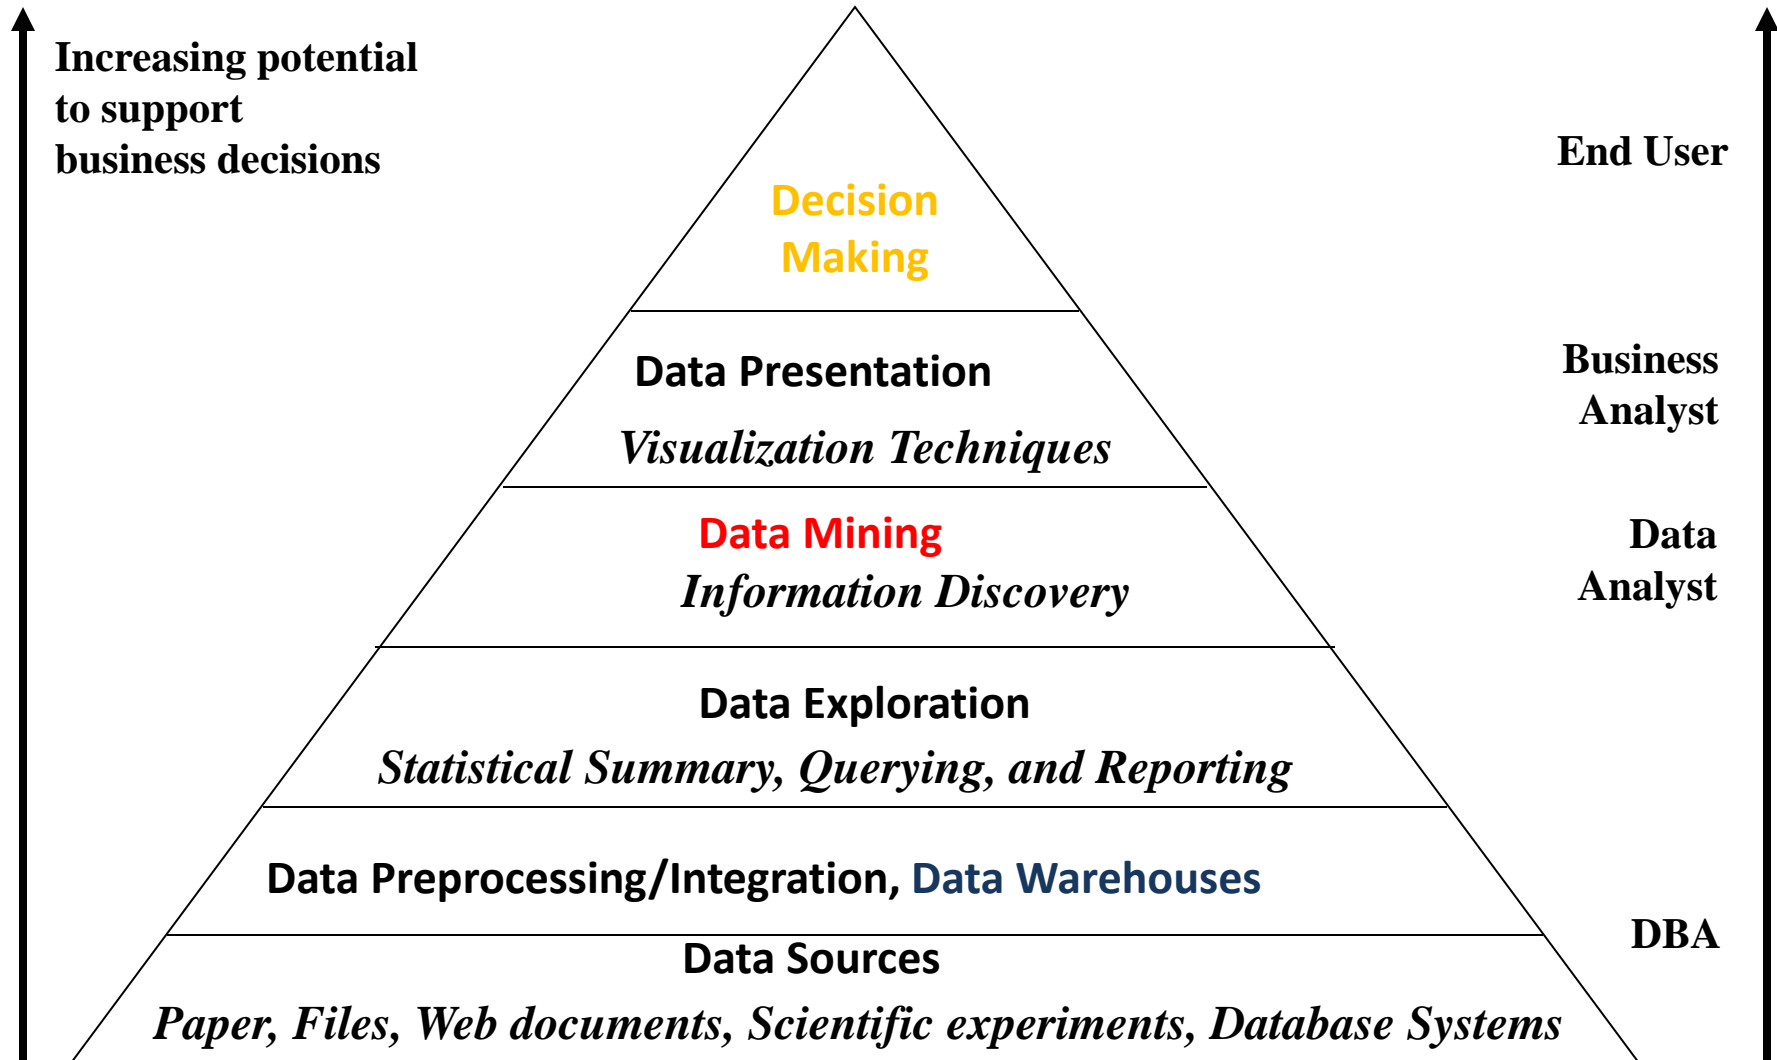 Increasing potential
to support
business decisions
End User
Decision
Making
Data Presentation
Visualization Techniques
Business
Analyst
Data Mining
Information Discovery
Data
Analyst
Data Exploration
Statistical Summary, Querying, and Reporting
Data Preprocessing/Integration, Data Warehouses
DBA
Data Sources
Paper, Files, Web documents, Scientific experiments, Database Systems